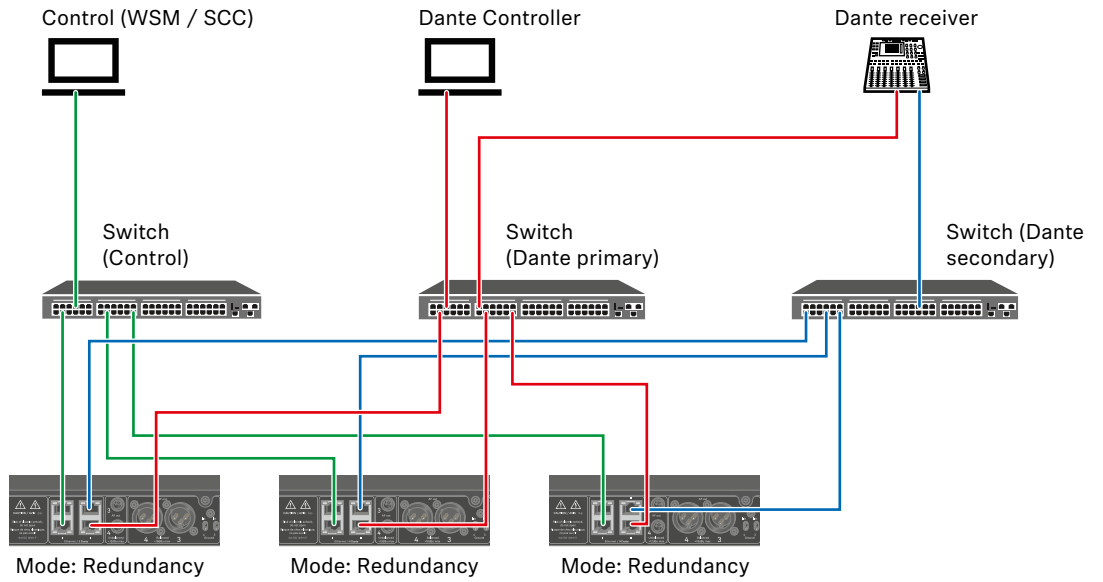 Control (WSM / SCC)
Dante Controller
Dante receiver
Switch
(Control)
Switch
(Dante primary)
Switch (Dante
secondary)
Mode: Redundancy
Mode: Redundancy
Mode: Redundancy